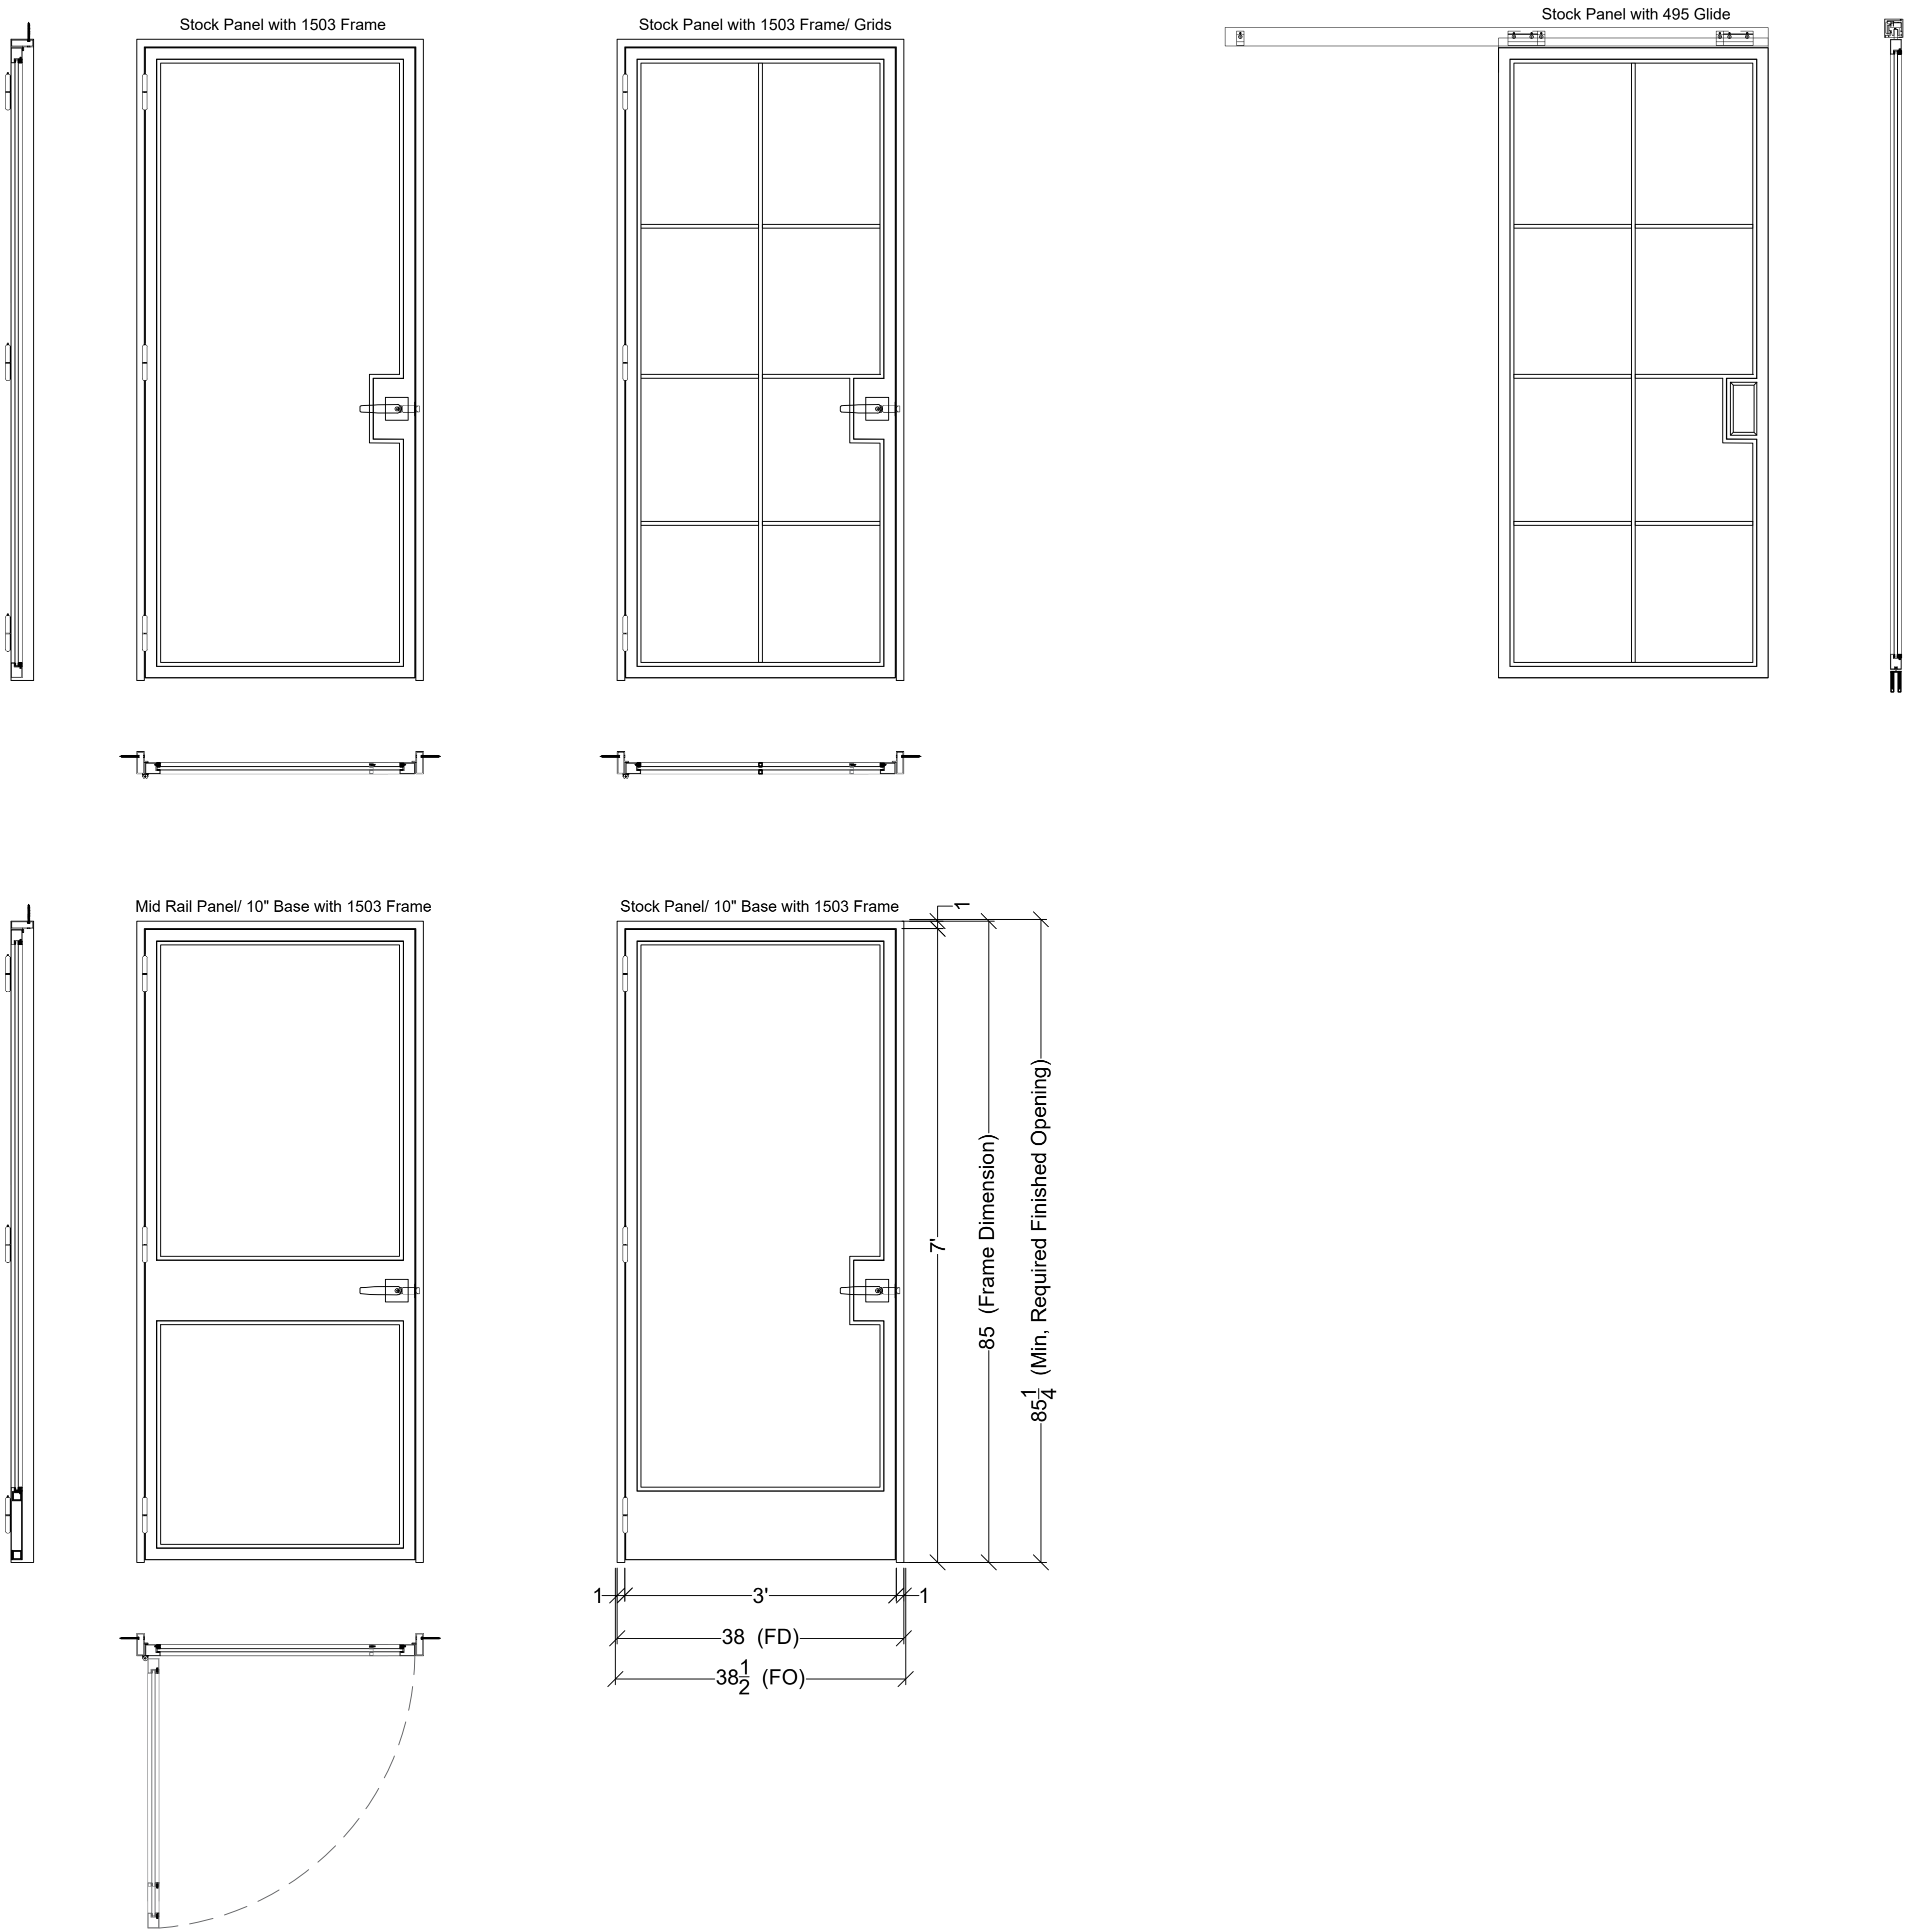 Stock Panel with 1503 Frame
Stock Panel with 1503 Frame/ Grids
Stock Panel with 495 Glide
Mid Rail Panel/ 10" Base with 1503 Frame
Stock Panel/ 10" Base with 1503 Frame
1
7'
85 (Frame Dimension)
85 1/4 (Min, Required Finished Opening)
1
3'
1
38 (FD)
38 1/2 (FO)